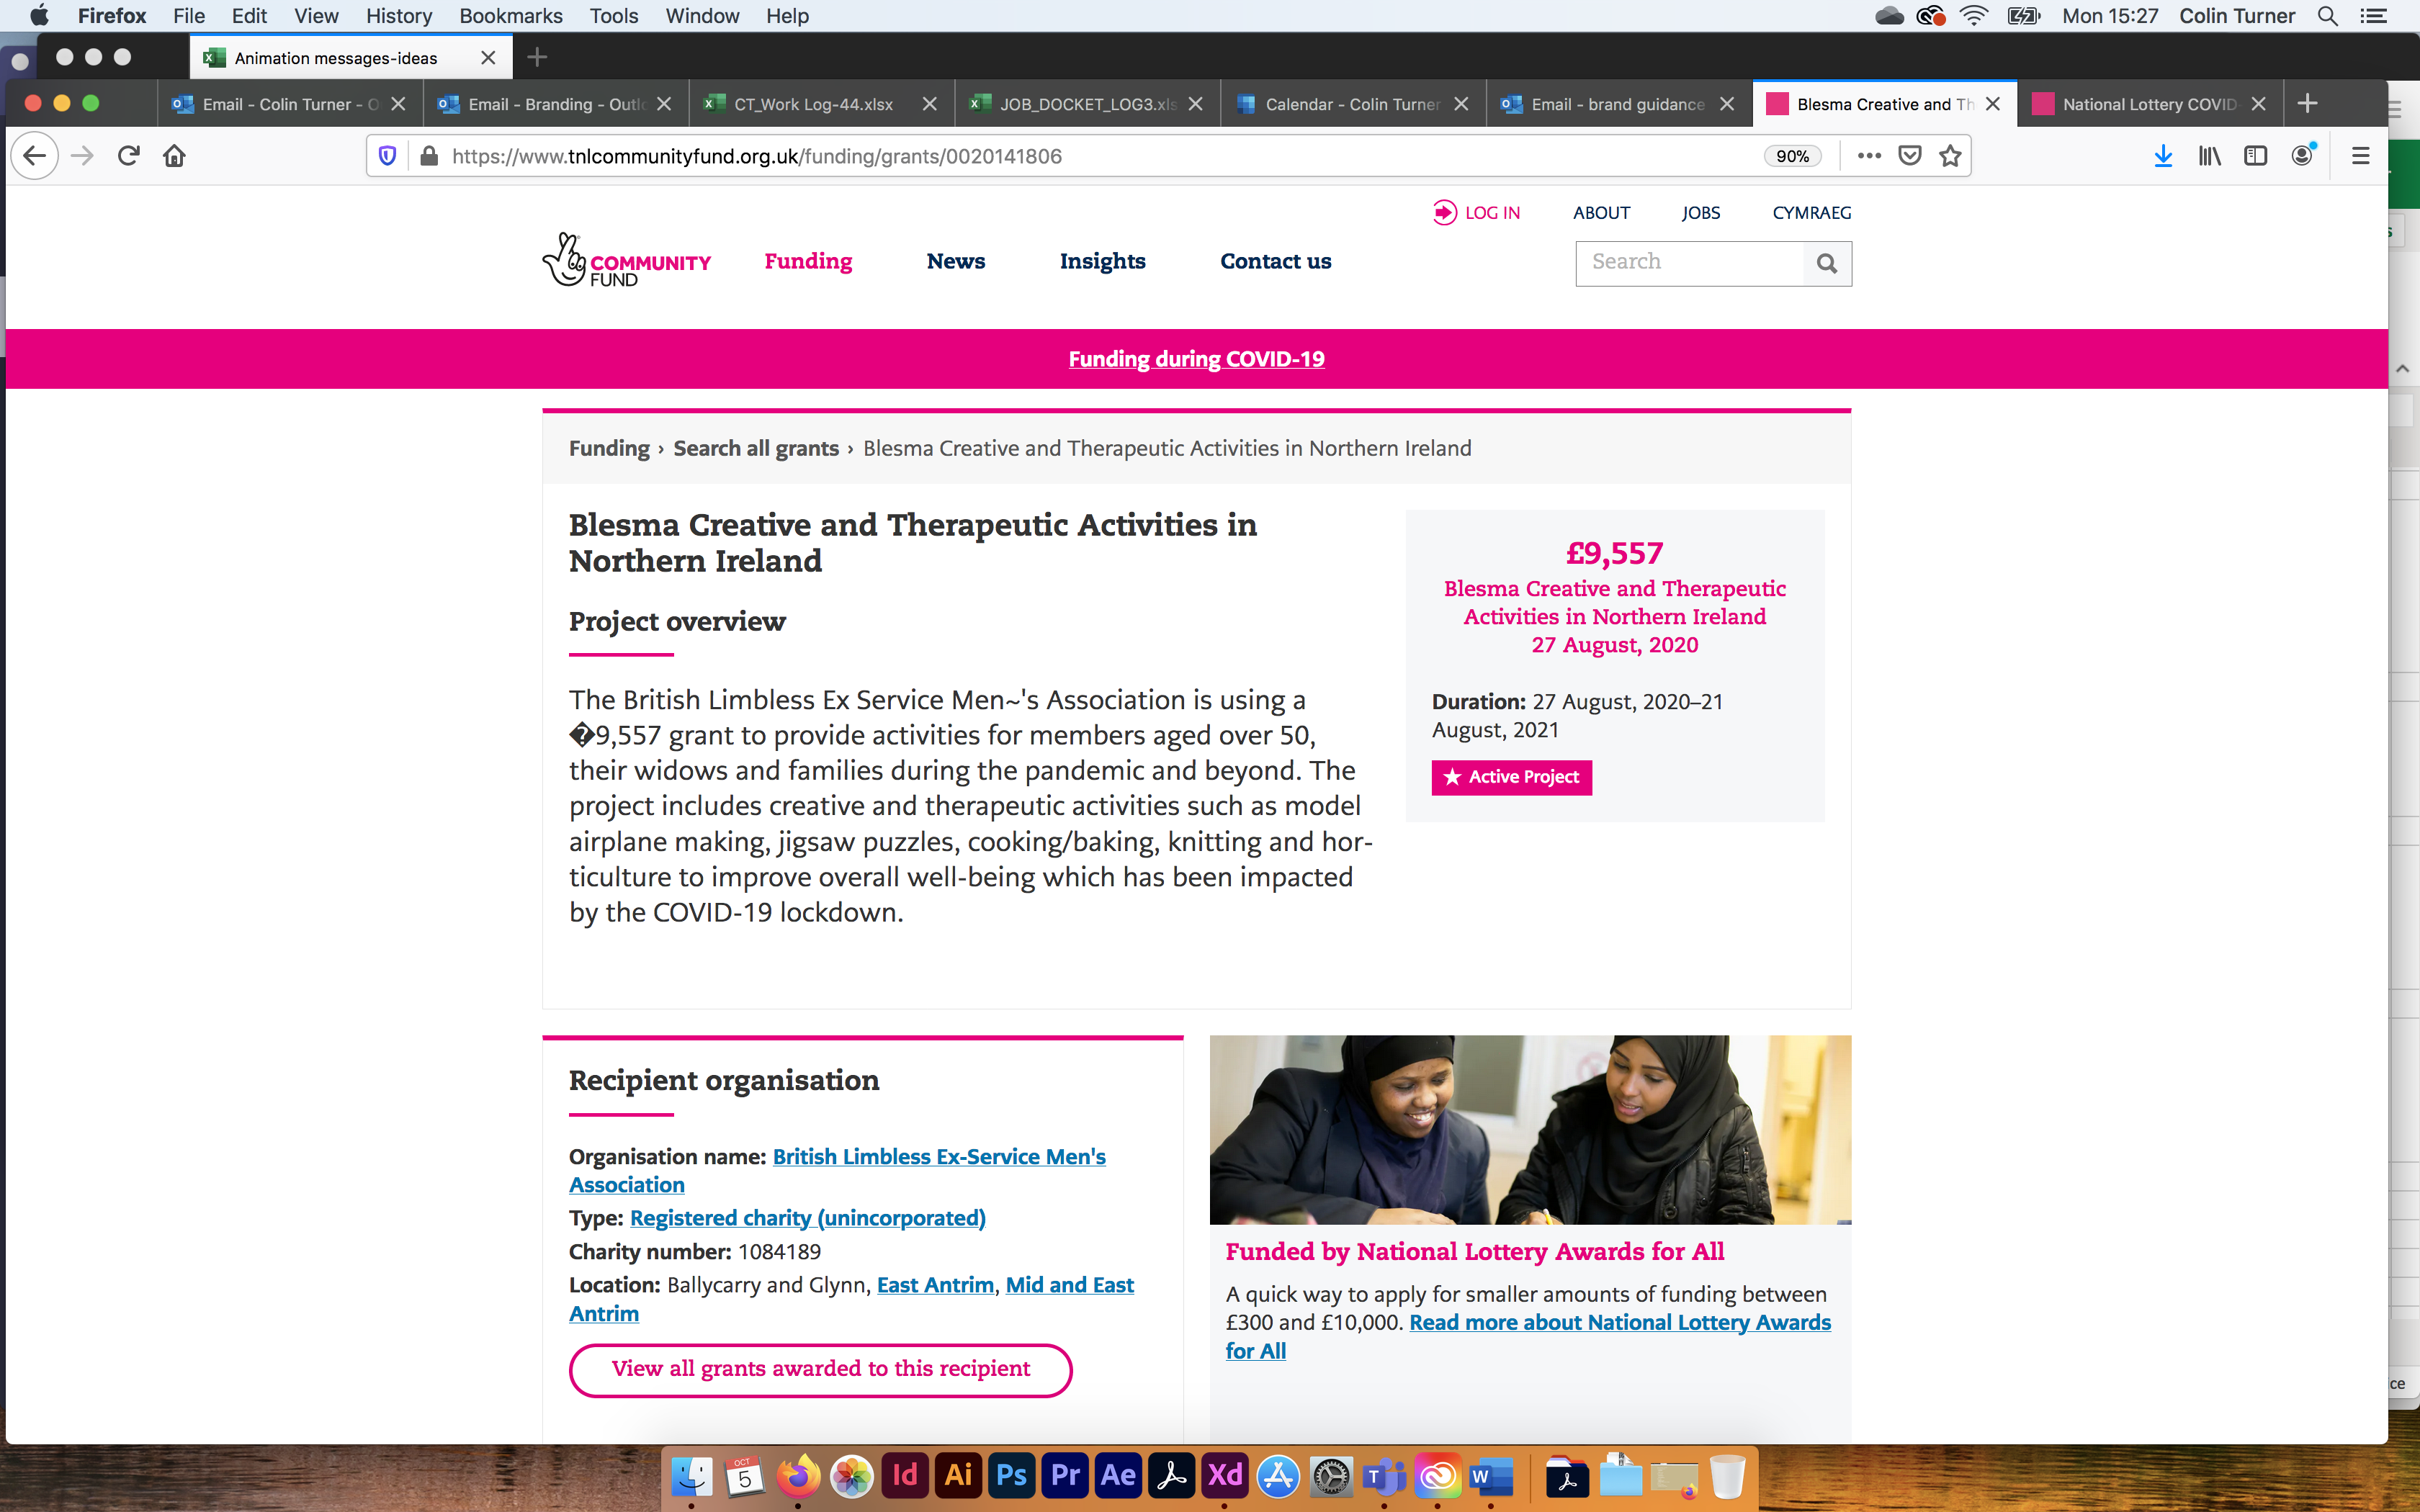 Firefox File Edit View History Bookmarks Tools Window Help Mon 15:27 Colin Turner
Animation messages-ideas
Email - Colin Turner - O
Email - Branding - Outlo
CT_Work Log-44.xlsx
JOB_DOCKET_LOG3.xls
Calendar - Colin Turner
Email - brand guidance
Blesma Creative and Th
National Lottery COVID
https://www.tnlcommunityfund.org.uk/funding/grants/0020141806
90%
LOG IN ABOUT JOBS CYMRAEG
COMMUNITY
FUND
Funding News Insights Contact us
Search
Funding during COVID-19
Funding › Search all grants › Blesma Creative and Therapeutic Activities in Northern Ireland
Blesma Creative and Therapeutic Activities in
Northern Ireland
Project overview
The British Limbless Ex Service Men~'s Association is using a
�9,557 grant to provide activities for members aged over 50,
their widows and families during the pandemic and beyond. The
project includes creative and therapeutic activities such as model
airplane making, jigsaw puzzles, cooking/baking, knitting and hor-
ticulture to improve overall well-being which has been impacted
by the COVID-19 lockdown.
£9,557
Blesma Creative and Therapeutic
Activities in Northern Ireland
27 August, 2020
Duration: 27 August, 2020–21
August, 2021
★ Active Project
Recipient organisation
Organisation name: British Limbless Ex-Service Men's
Association
Type: Registered charity (unincorporated)
Charity number: 1084189
Location: Ballycarry and Glynn, East Antrim, Mid and East
Antrim
View all grants awarded to this recipient
Funded by National Lottery Awards for All
A quick way to apply for smaller amounts of funding between
£300 and £10,000. Read more about National Lottery Awards
for All
ce
OCT
5
Id Ai Ps Pr Ae Xd T W